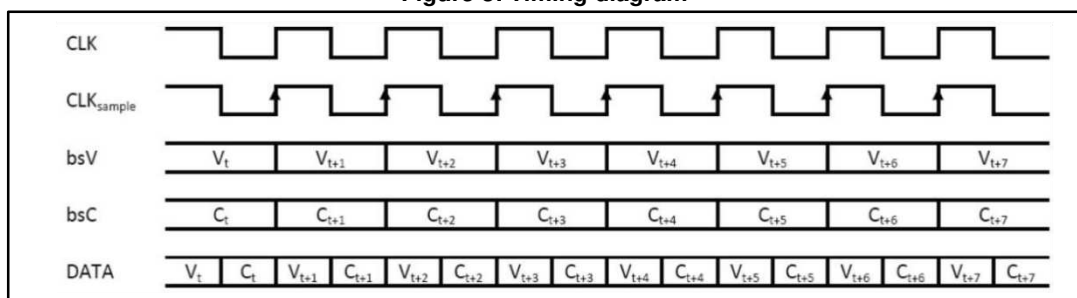 Figure 5. Timing diagram
CLK
CLKsample
bsV Vt Vt+1 Vt+2 Vt+3 Vt+4 Vt+5 Vt+6 Vt+7
bsC Ct Ct+1 Ct+2 Ct+3 Ct+4 Ct+5 Ct+6 Ct+7
DATA Vt Ct Vt+1 Ct+1 Vt+2 Ct+2 Vt+3 Ct+3 Vt+4 Ct+4 Vt+5 Ct+5 Vt+6 Ct+6 Vt+7 Ct+7